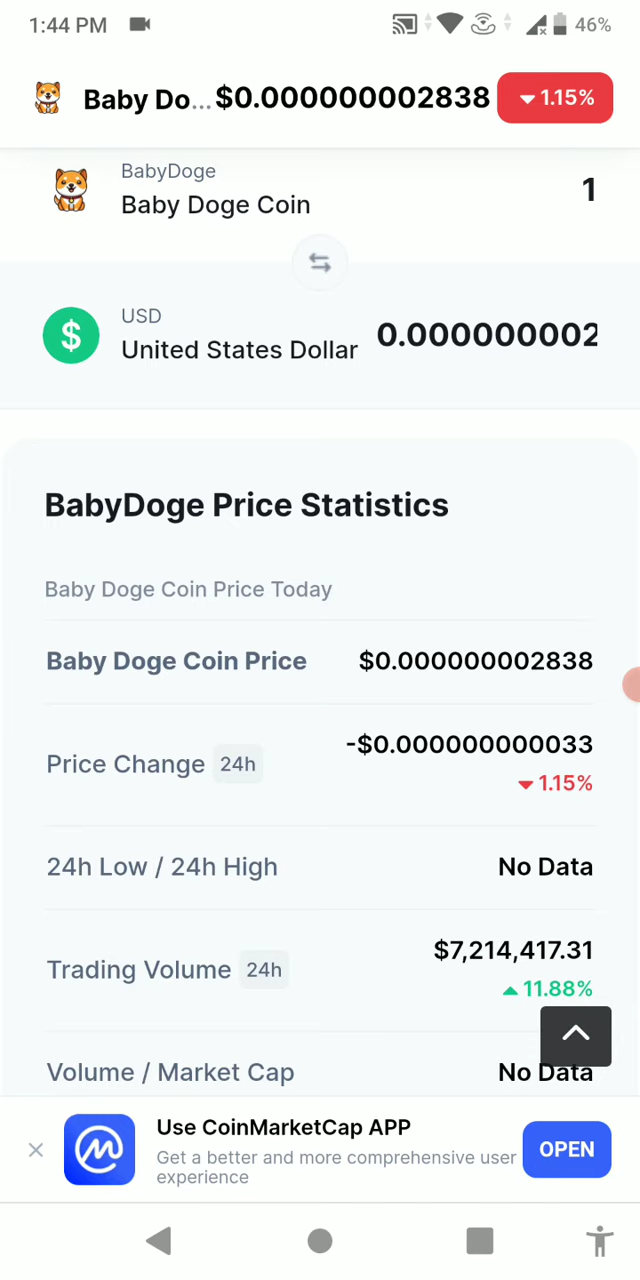 1:44 PM 46%
Baby Do... $0.000000002838 1.15%
BabyDoge
Baby Doge Coin 1
USD
United States Dollar 0.000000002
BabyDoge Price Statistics
Baby Doge Coin Price Today
Baby Doge Coin Price $0.000000002838
Price Change 24h -$0.000000000033
1.15%
24h Low / 24h High No Data
Trading Volume 24h $7,214,417.31
11.88%
Volume / Market Cap No Data
Use CoinMarketCap APP
Get a better and more comprehensive user
experience
OPEN